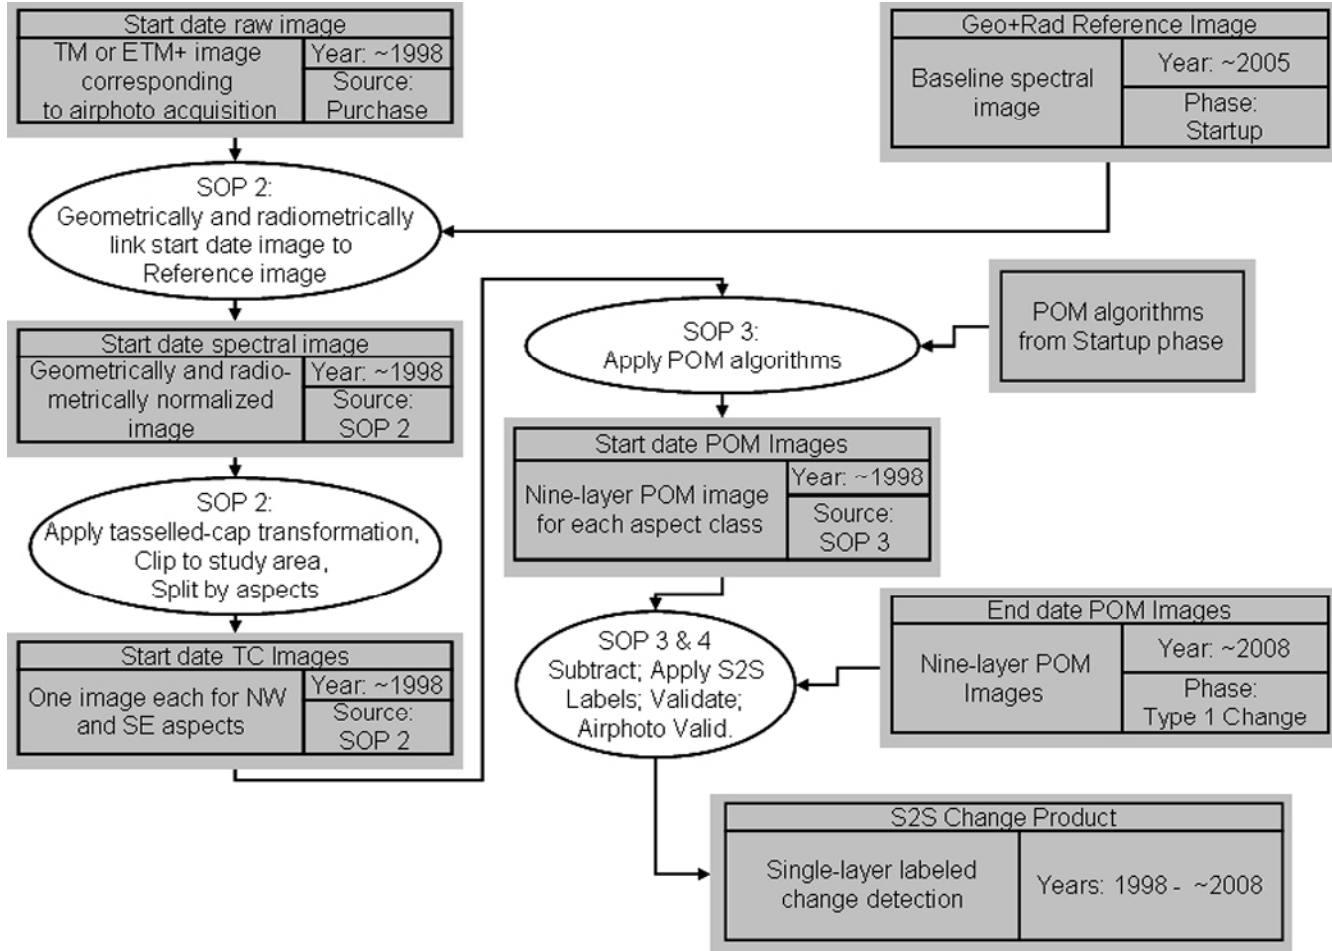 Start date raw image
TM or ETM+ image
corresponding
to airphoto acquisition
Year: ~1998
Source:
Purchase
Geo+Rad Reference Image
Baseline spectral
image
Year: ~2005
Phase:
Startup
SOP 2:
Geometrically and radiometrically
link start date image to
Reference image
Start date spectral image
Geometrically and radio-
metrically normalized
image
Year: ~1998
Source:
SOP 2
SOP 2:
Apply tasselled-cap transformation,
Clip to study area,
Split by aspects
Start date TC Images
One image each for NW
and SE aspects
Year: ~1998
Source:
SOP 2
SOP 3:
Apply POM algorithms
POM algorithms
from Startup phase
Start date POM Images
Nine-layer POM image
for each aspect class
Year: ~1998
Source:
SOP 3
SOP 3 & 4
Subtract; Apply S2S
Labels; Validate;
Airphoto Valid.
End date POM Images
Nine-layer POM
Images
Year: ~2008
Phase:
Type 1 Change
S2S Change Product
Single-layer labeled
change detection
Years: 1998 - ~2008